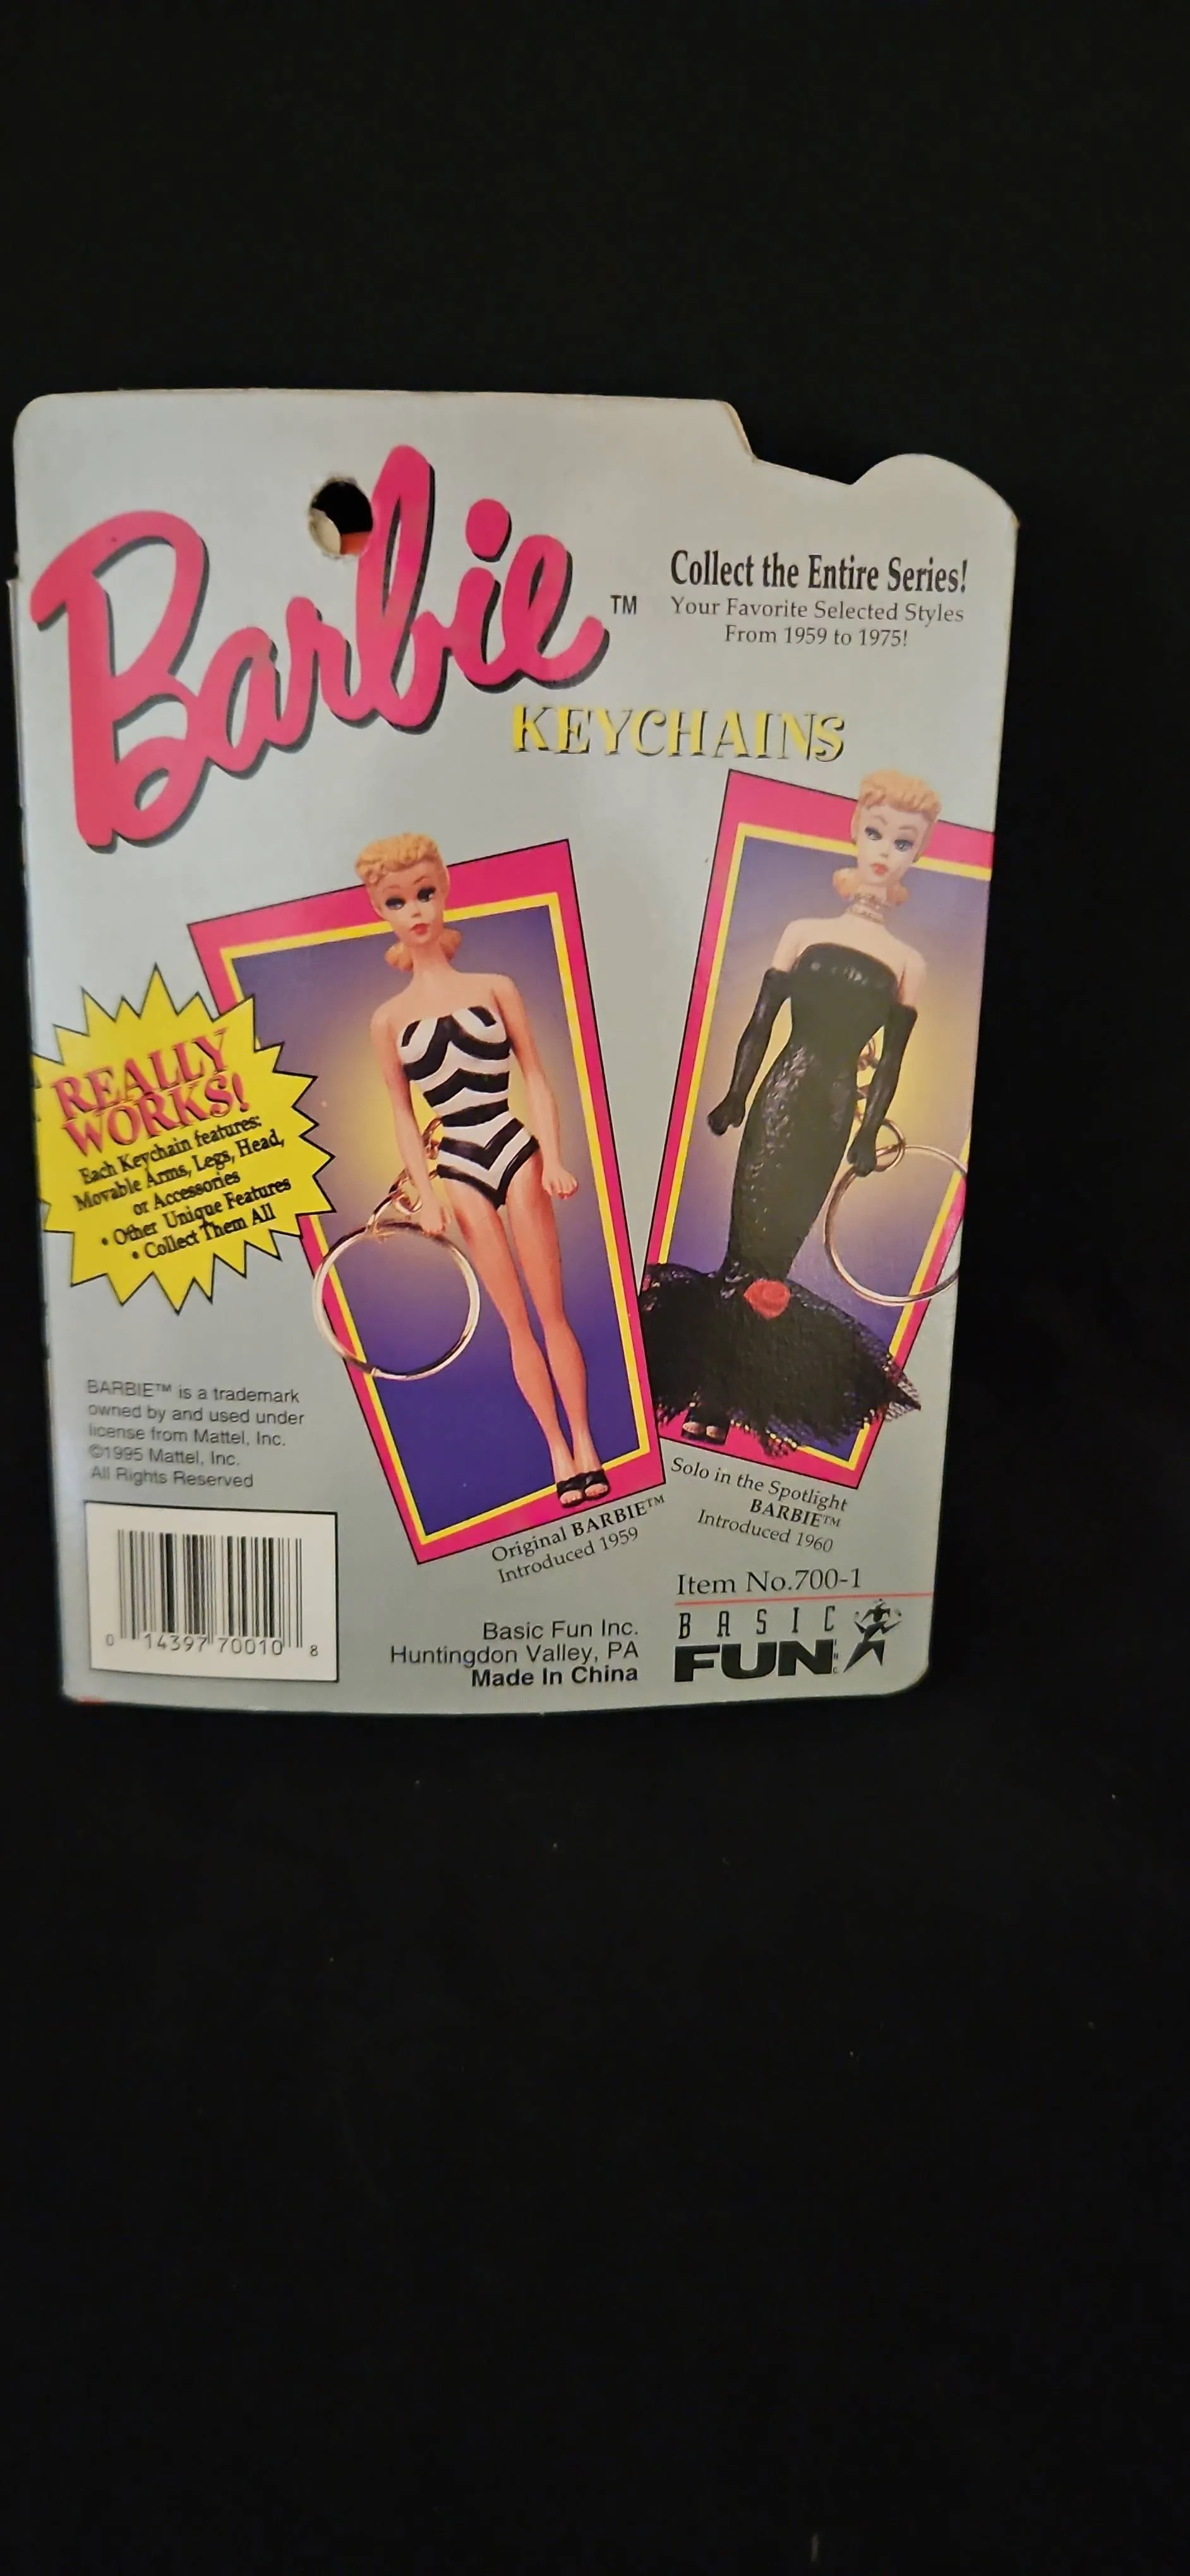 Barbie™
Collect the Entire Series!
Your Favorite Selected Styles
From 1959 to 1975!
KEYCHAINS
REALLY
WORKS!
Each Keychain features:
Movable Arms, Legs, Head,
or Accessories
• Other Unique Features
• Collect Them All
BARBIE™ is a trademark
owned by and used under
license from Mattel, Inc.
©1995 Mattel, Inc.
All Rights Reserved
Original BARBIE™
Introduced 1959
Solo in the Spotlight
BARBIE™
Introduced 1960
0 14397 70010 8
Basic Fun Inc.
Huntingdon Valley, PA
Made In China
Item No.700-1
BASIC
FUN INC.